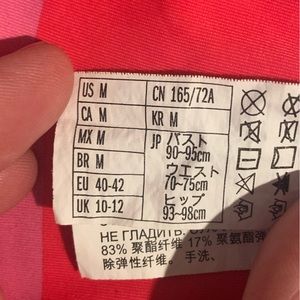 US M
CA M
MX M
BR M
EU 40-42
UK 10-12
CN 165/72A
KR M
JP バスト
90~95cm
ウエスト
70~75cm
ヒップ
93~98cm
НЕ ГЛАДИТЬ.
83% 聚酯纤维 17% 聚氨酯弹
除弹性纤维。手洗、